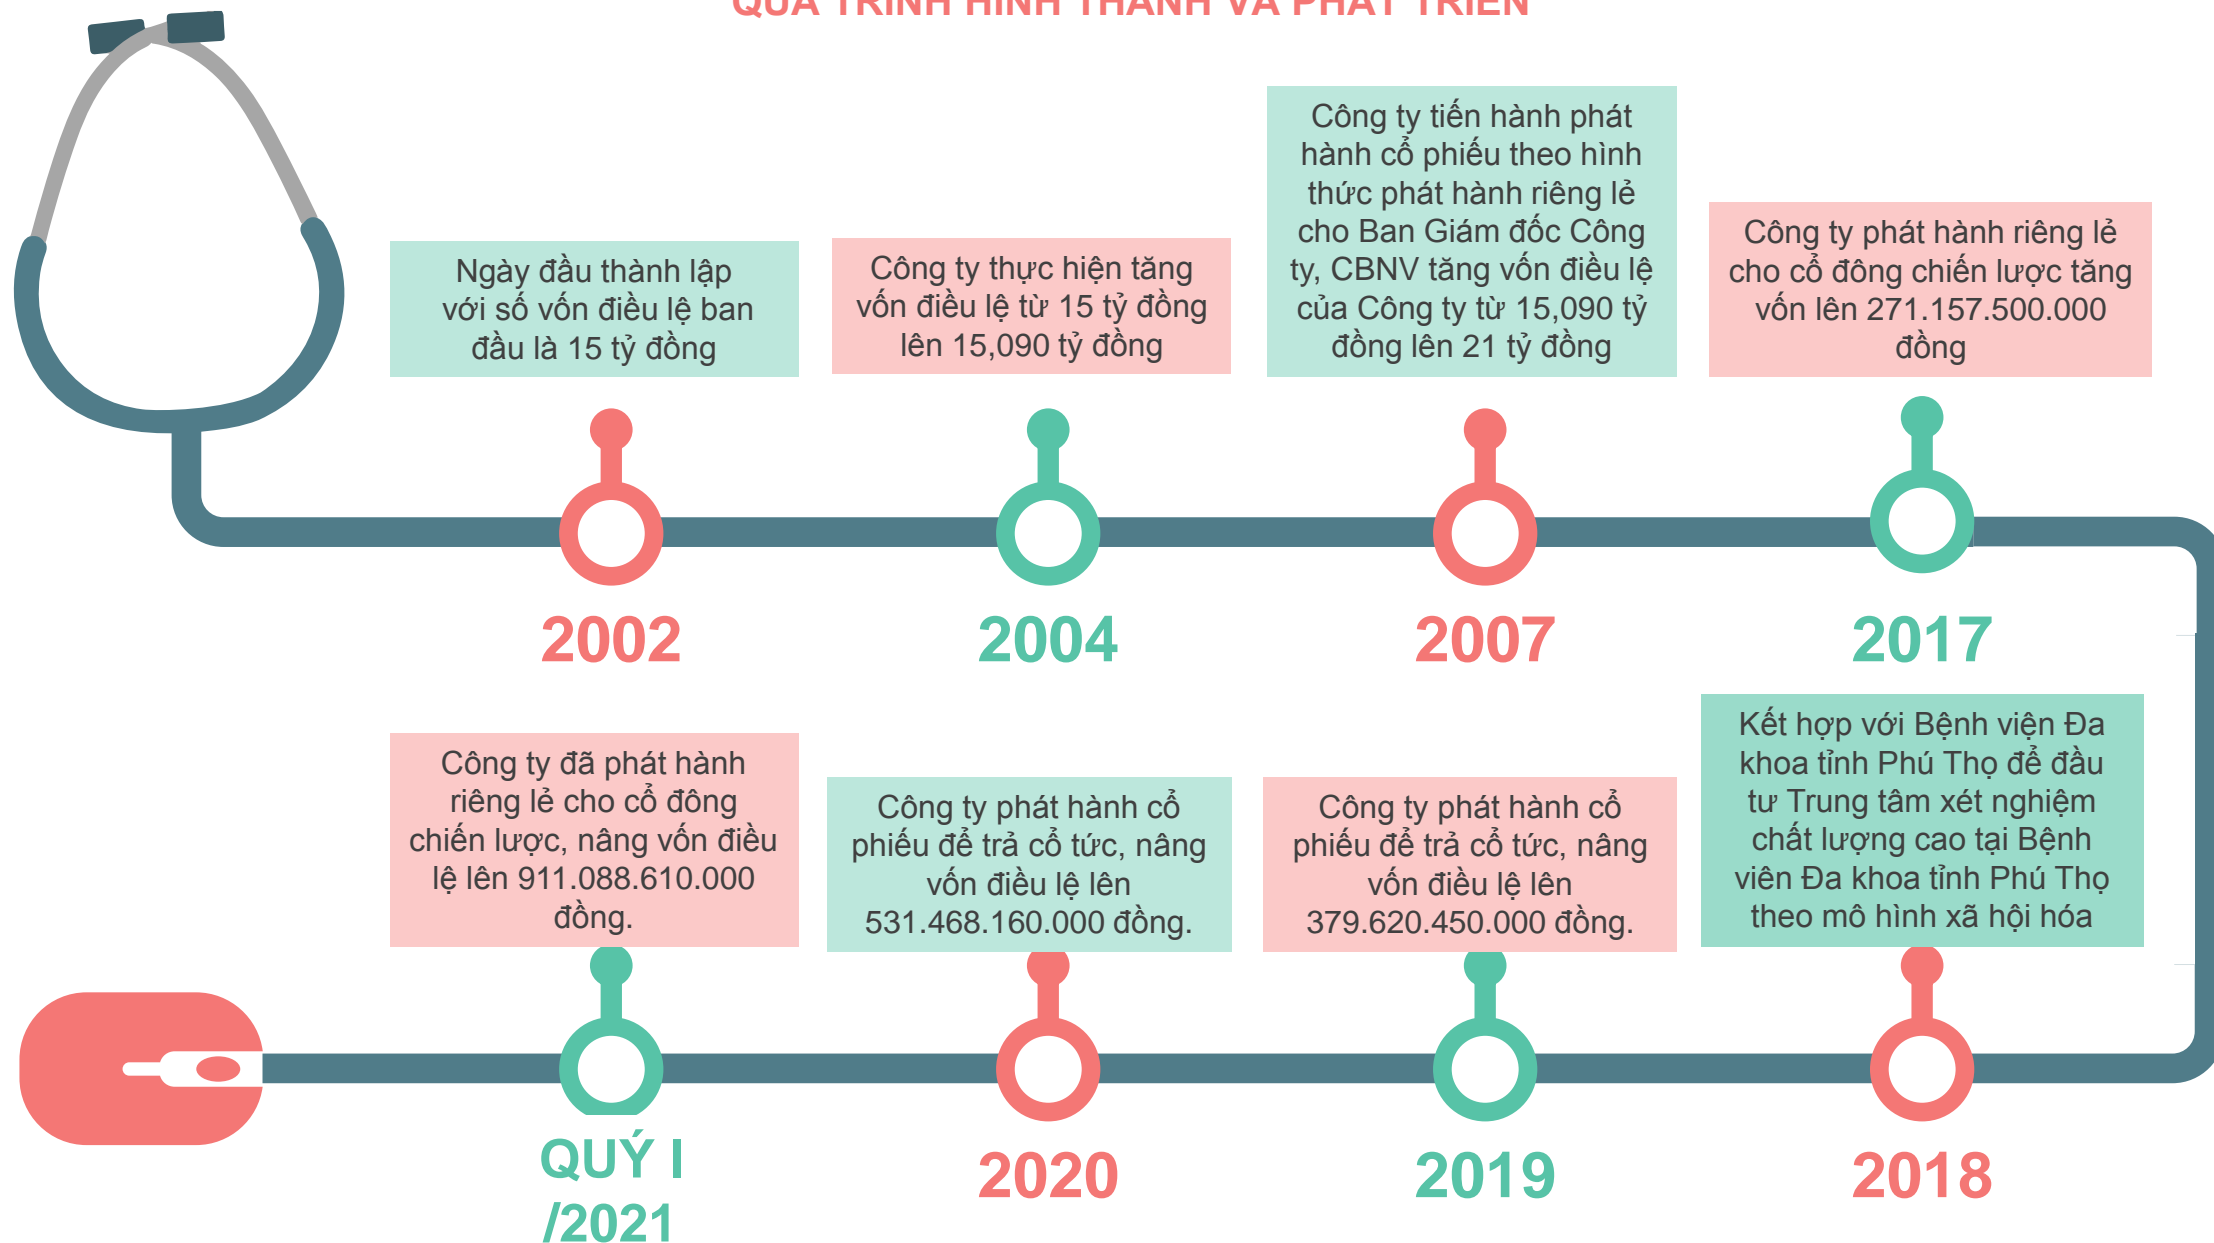 QUÁ TRÌNH HÌNH THÀNH VÀ PHÁT TRIỂN
Ngày đầu thành lập
với số vốn điều lệ ban
đầu là 15 tỷ đồng
Công ty thực hiện tăng
vốn điều lệ từ 15 tỷ đồng
lên 15,090 tỷ đồng
Công ty tiến hành phát
hành cổ phiếu theo hình
thức phát hành riêng lẻ
cho Ban Giám đốc Công
ty, CBNV tăng vốn điều lệ
của Công ty từ 15,090 tỷ
đồng lên 21 tỷ đồng
Công ty phát hành riêng lẻ
cho cổ đông chiến lược tăng
vốn lên 271.157.500.000
đồng
2002
2004
2007
2017
Công ty đã phát hành
riêng lẻ cho cổ đông
chiến lược, nâng vốn điều
lệ lên 911.088.610.000
đồng.
Công ty phát hành cổ
phiếu để trả cổ tức, nâng
vốn điều lệ lên
531.468.160.000 đồng.
Công ty phát hành cổ
phiếu để trả cổ tức, nâng
vốn điều lệ lên
379.620.450.000 đồng.
Kết hợp với Bệnh viện Đa
khoa tỉnh Phú Thọ để đầu
tư Trung tâm xét nghiệm
chất lượng cao tại Bệnh
viên Đa khoa tỉnh Phú Thọ
theo mô hình xã hội hóa
QUÝ I
/2021
2020
2019
2018